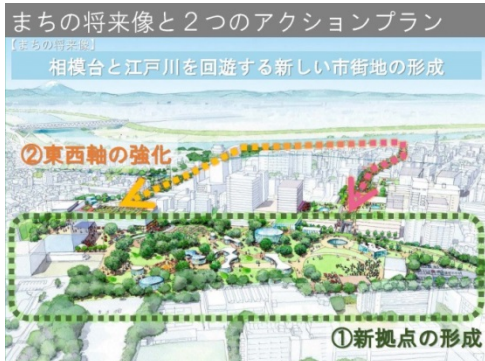 まちの将来像と２つのアクションプラン
【まちの将来像】
相模台と江戸川を回遊する新しい市街地の形成
②東西軸の強化
①新拠点の形成